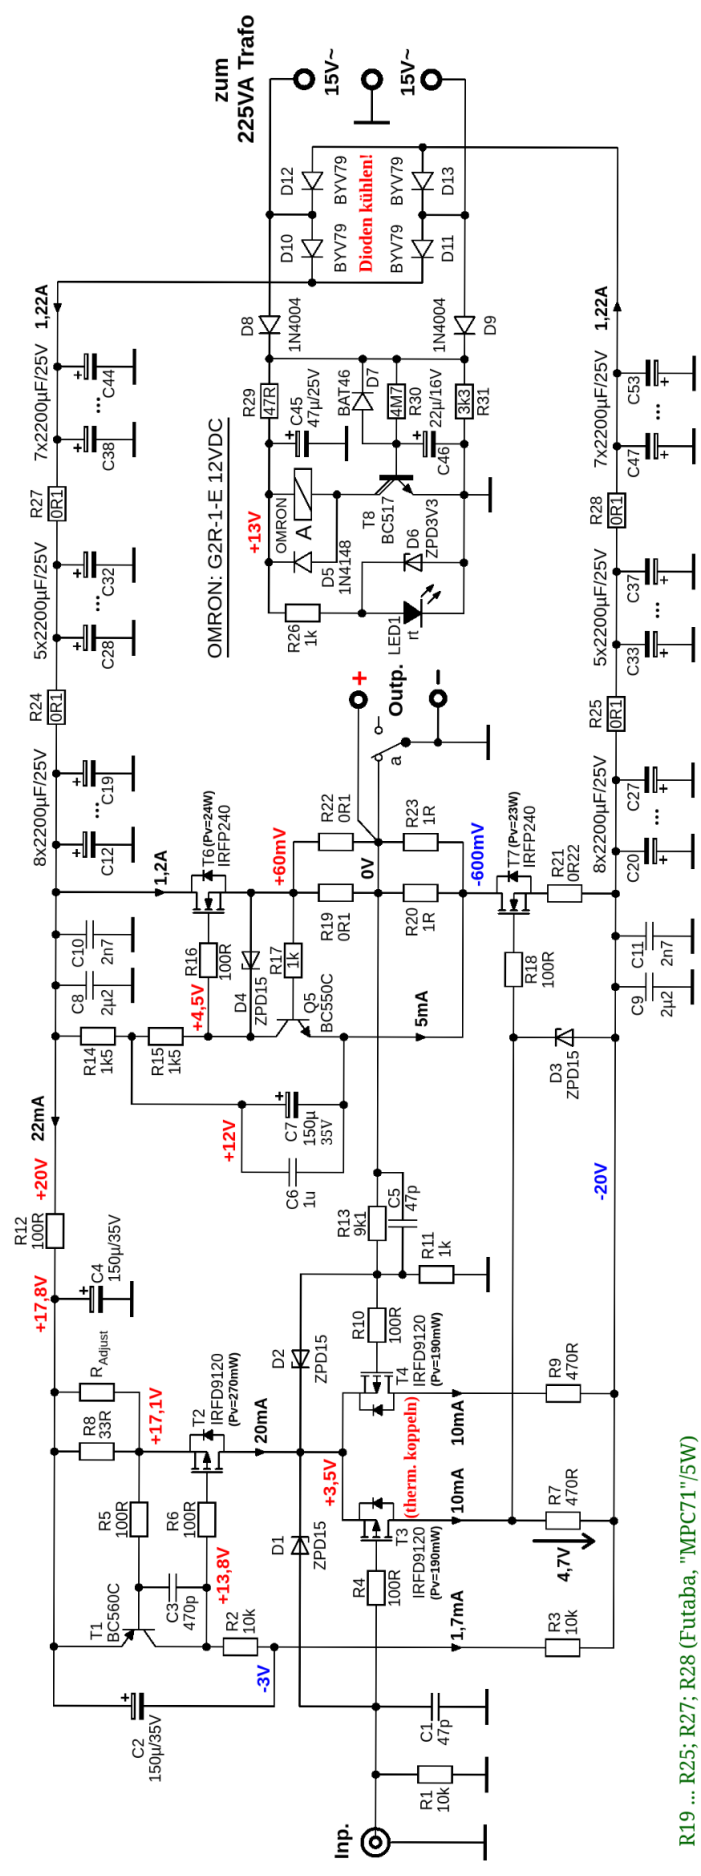 zum
225VA Trafo
15V~
15V~
D12
BYV79
D10
BYV79
Dioden kühlen!
BYV79
D13
BYV79
D11
1,22A
D8
1N4004
1N4004
D9
1,22A
7x2200µF/25V
+
C44
...
+
C38
R27
0R1
5x2200µF/25V
+
C32
...
+
C28
R24
0R1
8x2200µF/25V
+
C19
...
+
C12
OMRON: G2R-1-E 12VDC
R29
47R
+
C45
47µ/25V
BAT46
D7
4M7
R30
22µ/16V
+
C46
3k3
R31
+13V
OMRON
A
D5
1N4148
T8
BC517
D6
ZPD3V3
R26
1k
LED1
rt
7x2200µF/25V
C53
+
...
C47
+
R28
0R1
5x2200µF/25V
C37
+
...
C33
+
R25
0R1
8x2200µF/25V
C27
+
...
C20
+
+
Outp.
–
a
1,2A
T6 (Pv=24W)
IRFP240
+60mV
R22
0R1
R23
1R
0V
R19
0R1
R20
1R
-600mV
T7 (Pv=23W)
IRFP240
R21
0R22
C10
2n7
C8
2µ2
R16
100R
+4,5V
D4
ZPD15
R17
1k
Q5
BC550C
5mA
R18
100R
C11
2n7
C9
2µ2
R14
1k5
R15
1k5
D3
ZPD15
22mA
+12V
+
C7
150µ
35V
C6
1u
+20V
-20V
R12
100R
R13
9k1
C5
47p
R11
1k
+17,8V
+
C4
150µ/35V
R Adjust
R8
33R
+17,1V
T2
IRFD9120
(Pv=270mW)
20mA
D2
ZPD15
R10
100R
T4
IRFD9120
(Pv=190mW)
10mA
R9
470R
R5
100R
R6
100R
+13,8V
D1
ZPD15
+3,5V
(therm. koppeln)
T3
IRFD9120
(Pv=190mW)
10mA
R7
470R
4,7V
R4
100R
T1
BC560C
C3
470p
R2
10k
-3V
1,7mA
R3
10k
+
C2
150µ/35V
C1
47p
R1
10k
Inp.
R19 ... R25; R27; R28 (Futaba, "MPC71"/5W)